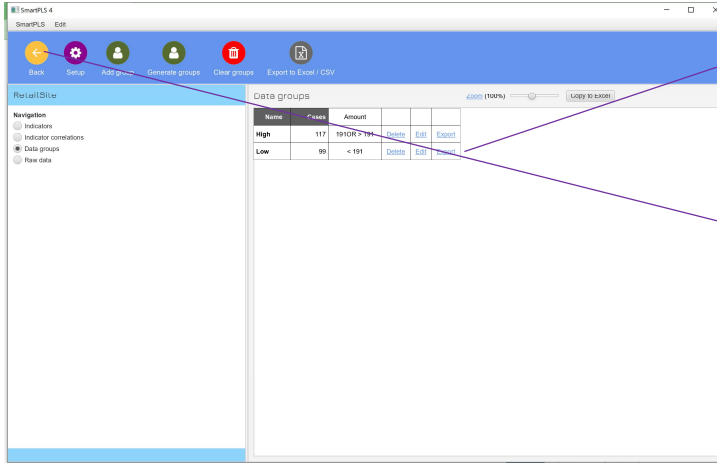 SmartPLS 4
SmartPLS Edit
Back Setup Add group Generate groups Clear groups Export to Excel / CSV
RetailSite
Navigation
Indicators
Indicator correlations
Data groups
Raw data
Data groups Zoom (100%) Copy to Excel
Name Cases Amount
High 117 191OR > 191 Delete Edit Export
Low 99 < 191 Delete Edit Export